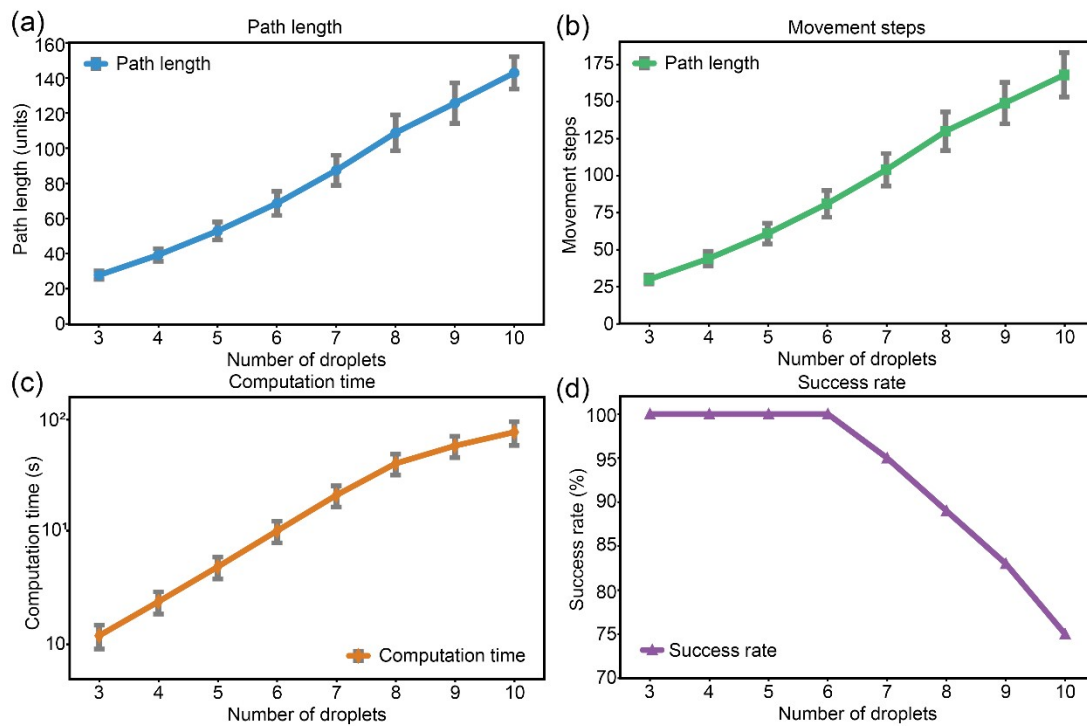 (a)
Path length
Path length
Path length (units)
160
140
120
100
80
60
40
20
0
3 4 5 6 7 8 9 10
Number of droplets
(b)
Movement steps
Path length
Movement steps
175
150
125
100
75
50
25
0
3 4 5 6 7 8 9 10
Number of droplets
(c)
Computation time
Computation time (s)
10²
10¹
10
Computation time
3 4 5 6 7 8 9 10
Number of droplets
(d)
Success rate
Success rate (%)
100
95
90
85
80
75
70
Success rate
3 4 5 6 7 8 9 10
Number of droplets